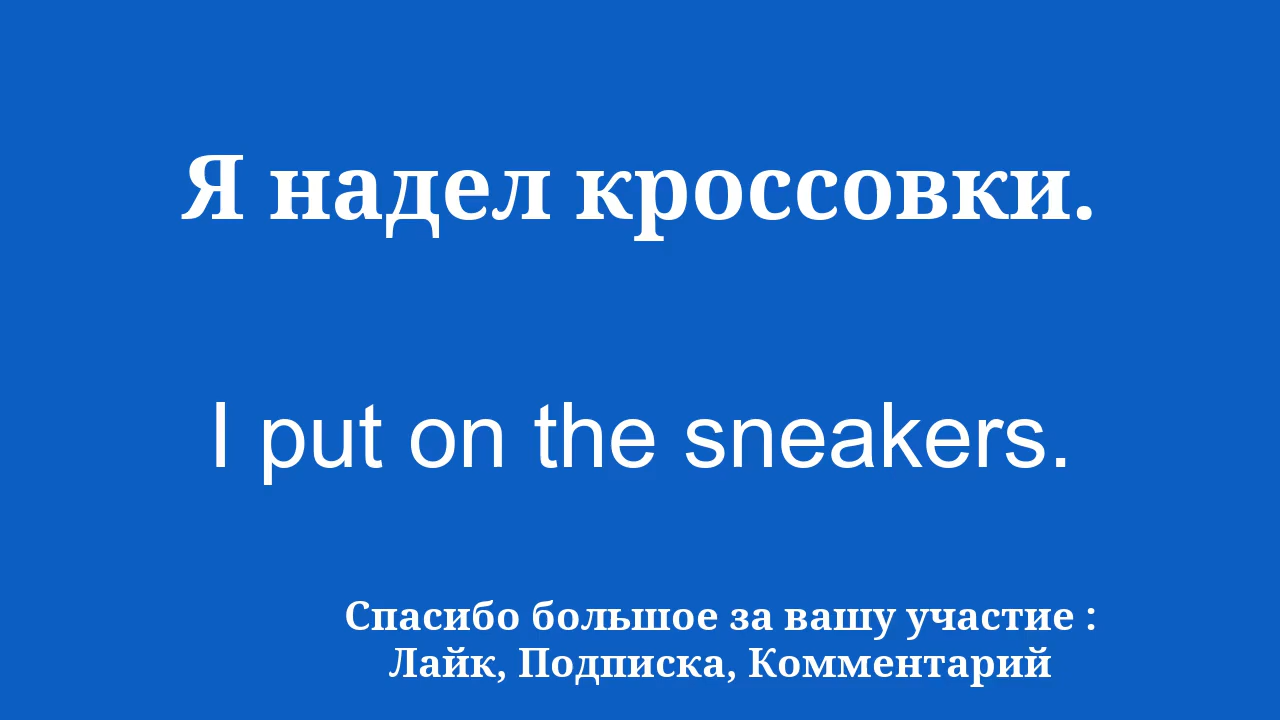 Я надел кроссовки.
I put on the sneakers.
Спасибо большое за вашу участие :
Лайк, Подписка, Комментарий